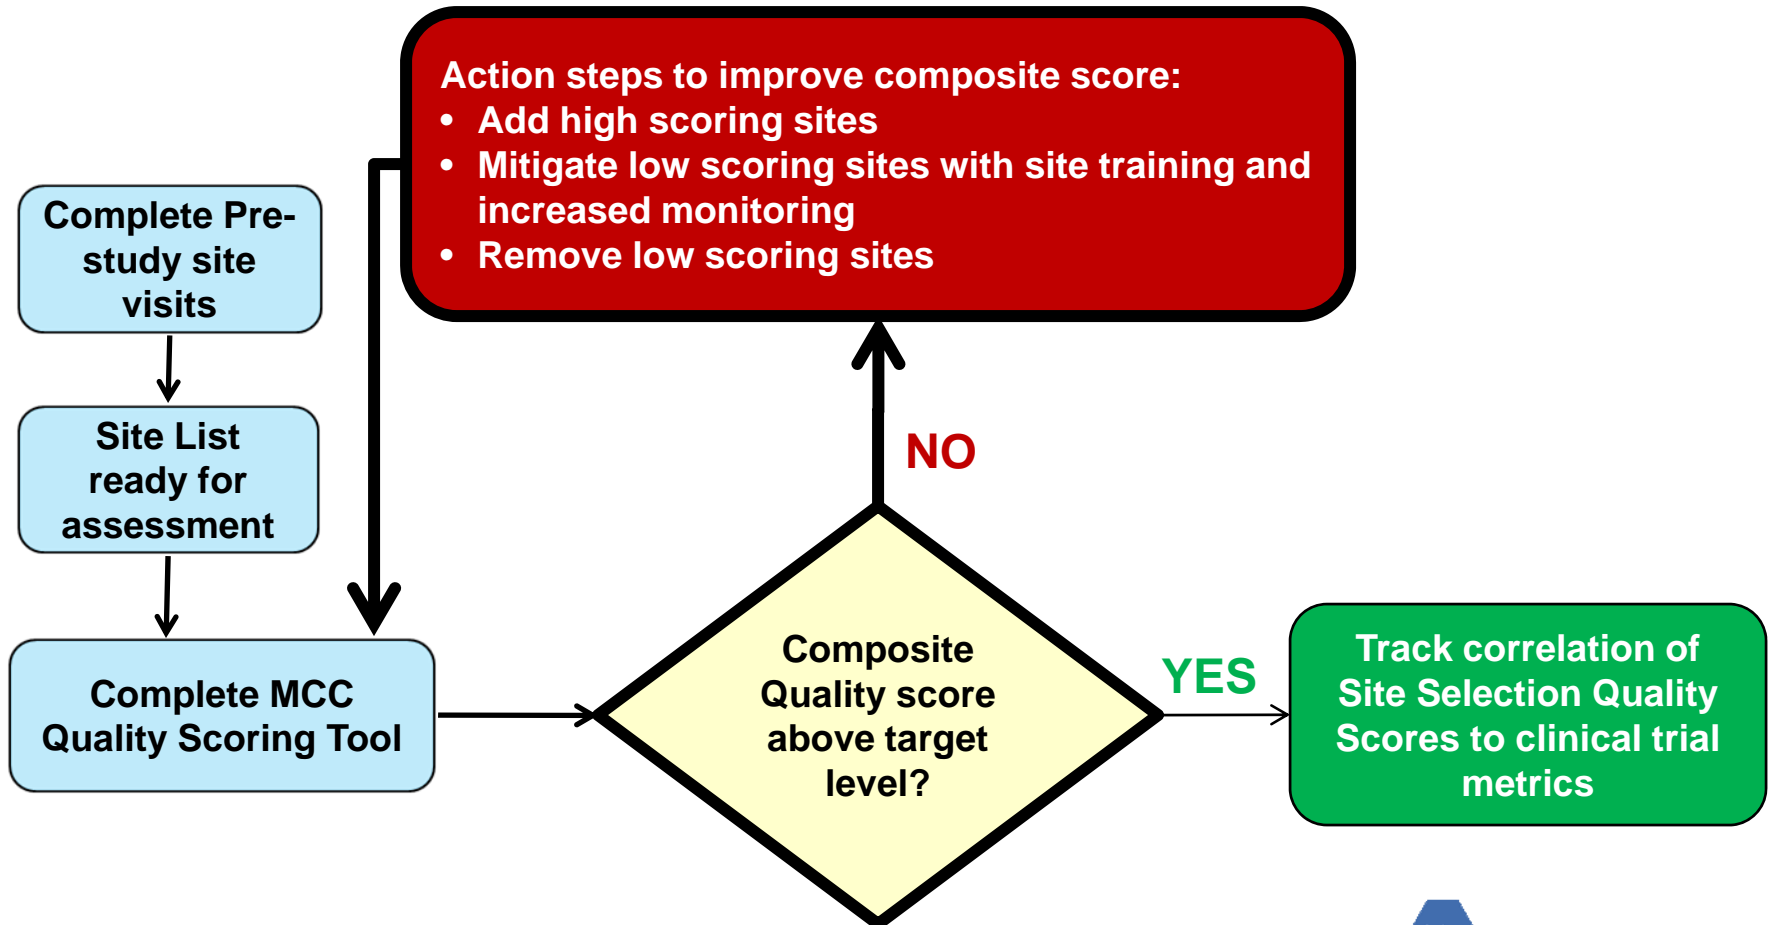 Action steps to improve composite score:
• Add high scoring sites
• Mitigate low scoring sites with site training and
increased monitoring
• Remove low scoring sites
Complete Pre-
study site
visits
Site List
ready for
assessment
Complete MCC
Quality Scoring Tool
Composite
Quality score
above target
level?
NO
YES
Track correlation of
Site Selection Quality
Scores to clinical trial
metrics